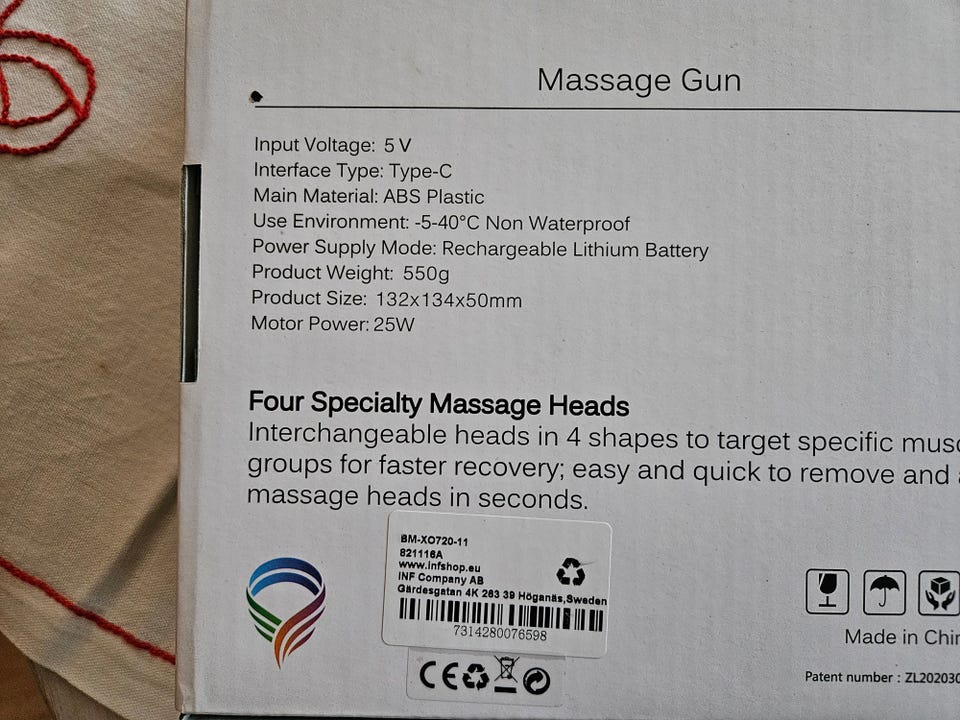 Massage Gun
Input Voltage: 5 V
Interface Type: Type-C
Main Material: ABS Plastic
Use Environment: -5-40°C Non Waterproof
Power Supply Mode: Rechargeable Lithium Battery
Product Weight: 550g
Product Size: 132x134x50mm
Motor Power: 25W
Four Specialty Massage Heads
Interchangeable heads in 4 shapes to target specific musc
groups for faster recovery; easy and quick to remove and
massage heads in seconds.
BM-XO720-11
821116A
www.infshop.eu
INF Company AB
Gärdesgatan 4K 263 39 Höganäs,Sweden
7314280076598
CE
Made in Chin
Patent number : ZL202030